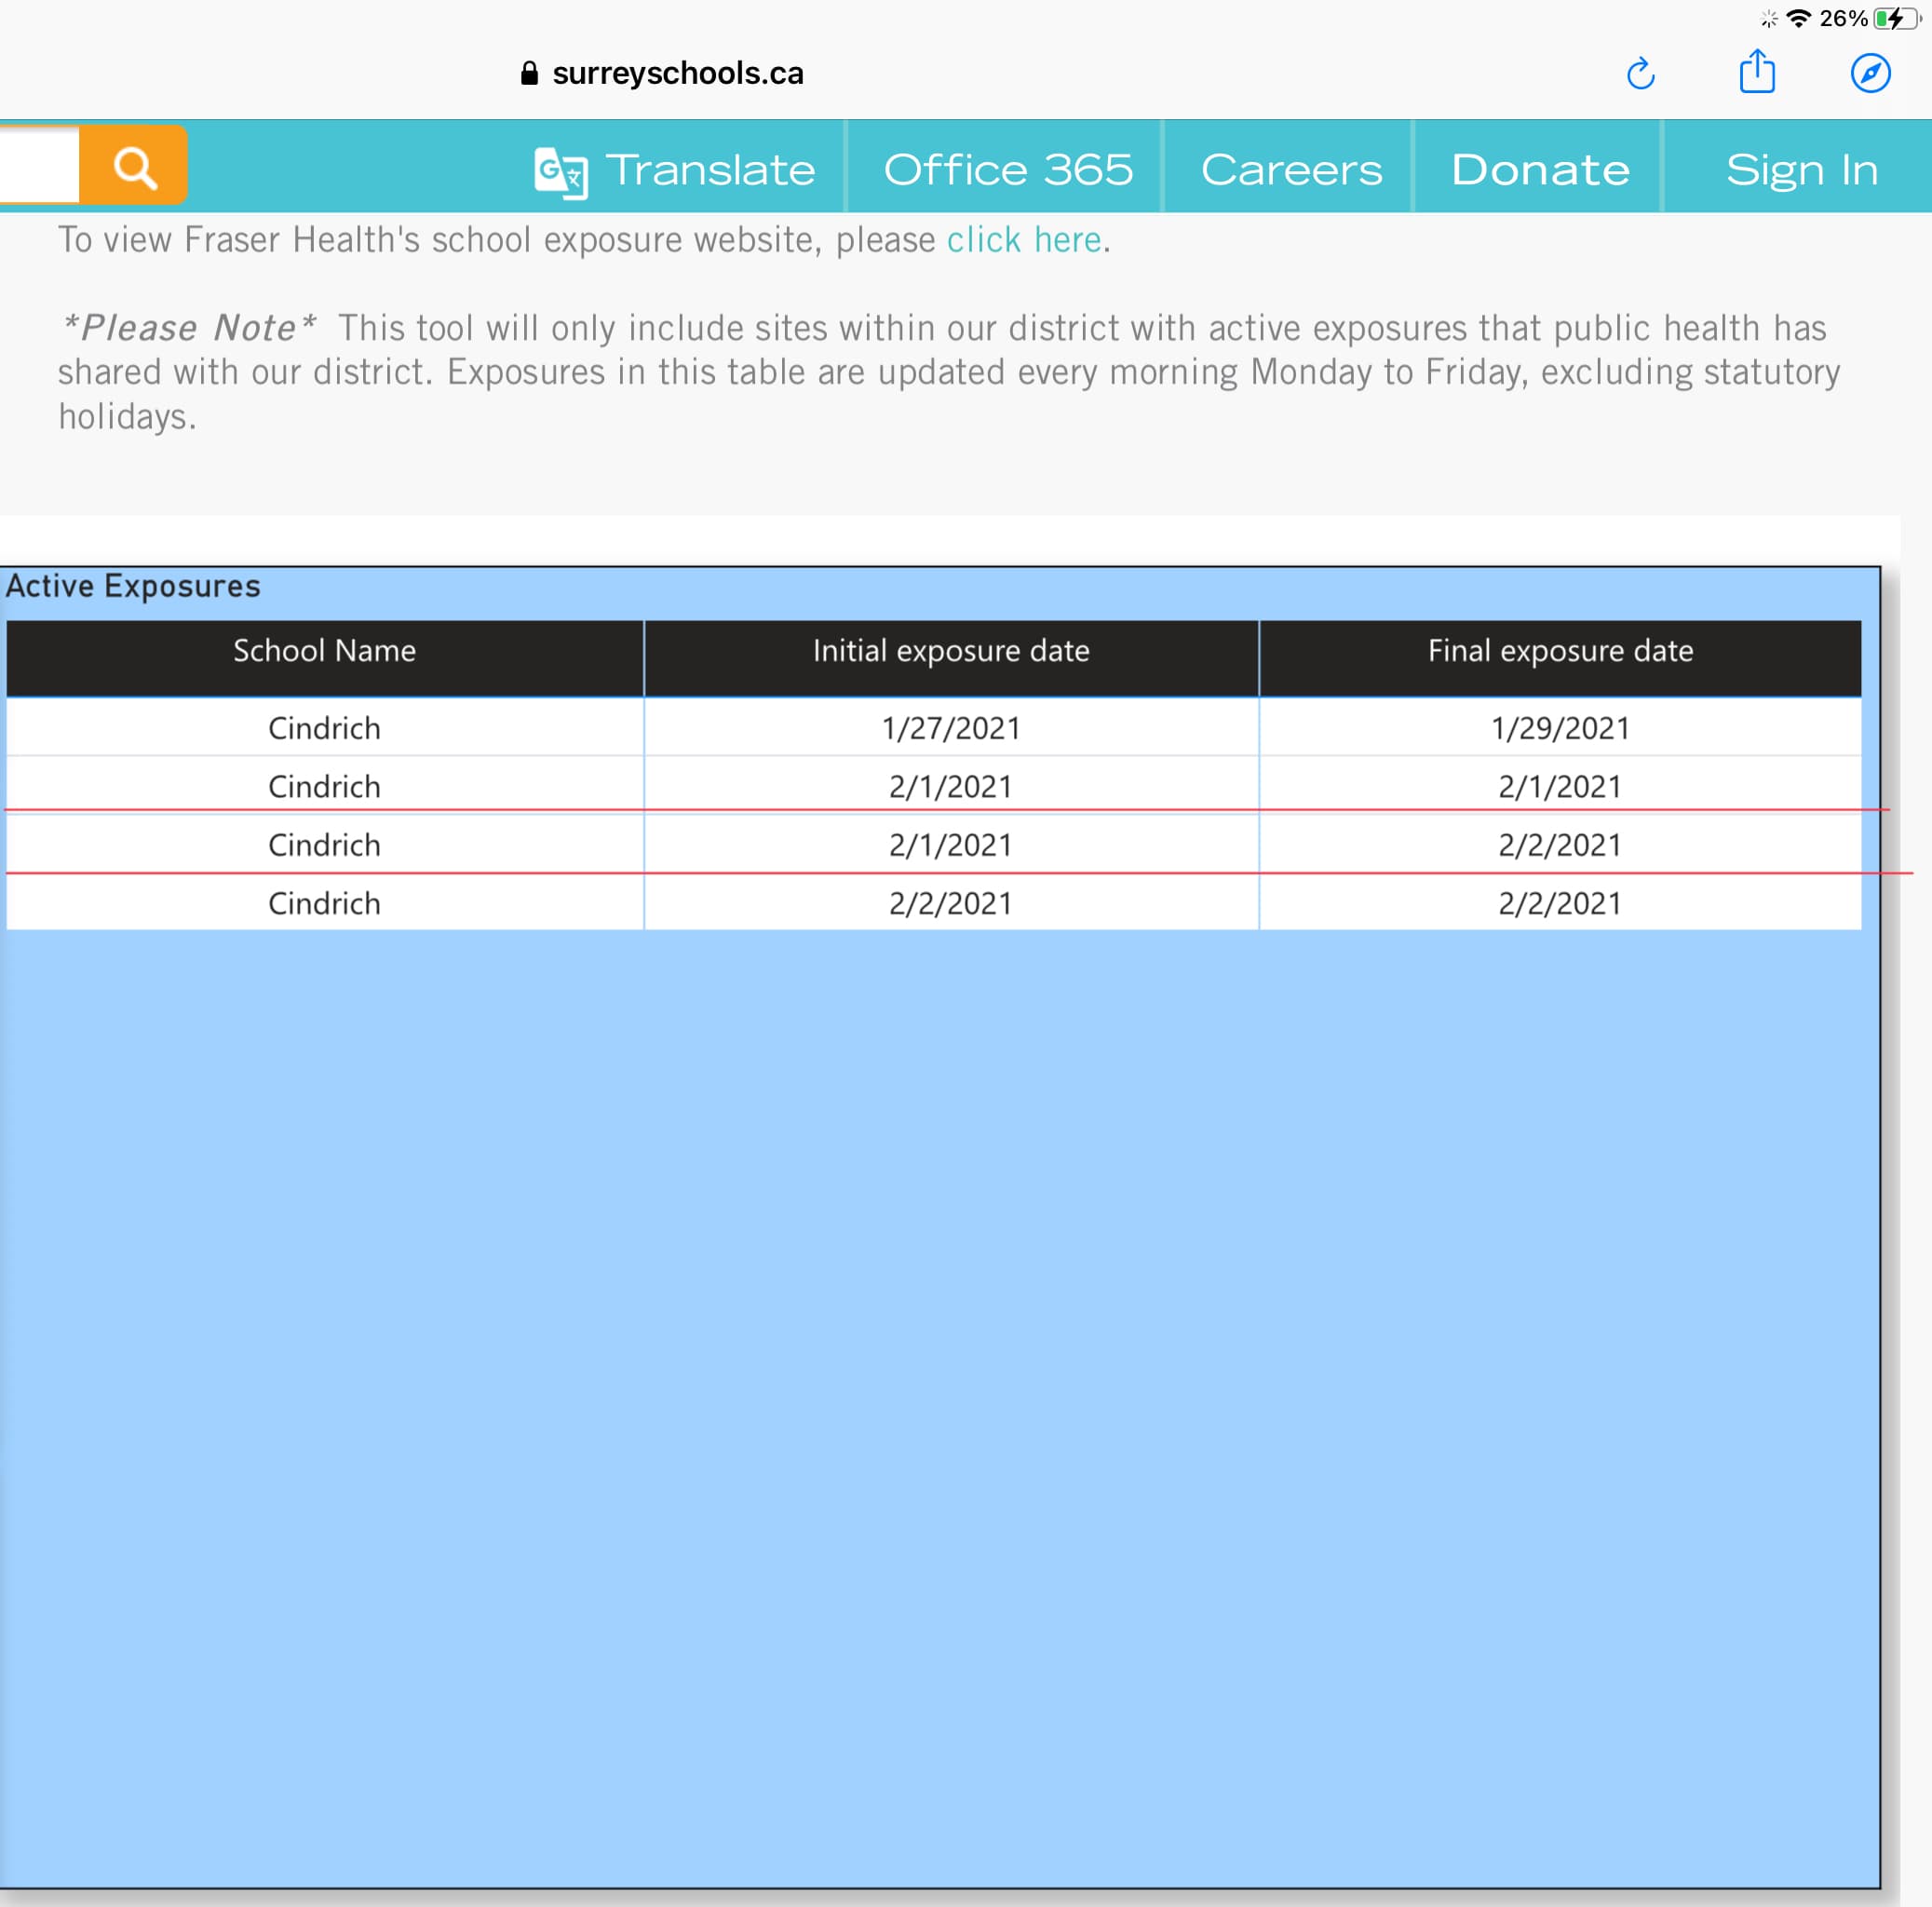 26%
surreyschools.ca
Translate Office 365 Careers Donate Sign In
To view Fraser Health's school exposure website, please click here.
*Please Note* This tool will only include sites within our district with active exposures that public health has
shared with our district. Exposures in this table are updated every morning Monday to Friday, excluding statutory
holidays.
Active Exposures
School Name Initial exposure date Final exposure date
Cindrich 1/27/2021 1/29/2021
Cindrich 2/1/2021 2/1/2021
Cindrich 2/1/2021 2/2/2021
Cindrich 2/2/2021 2/2/2021